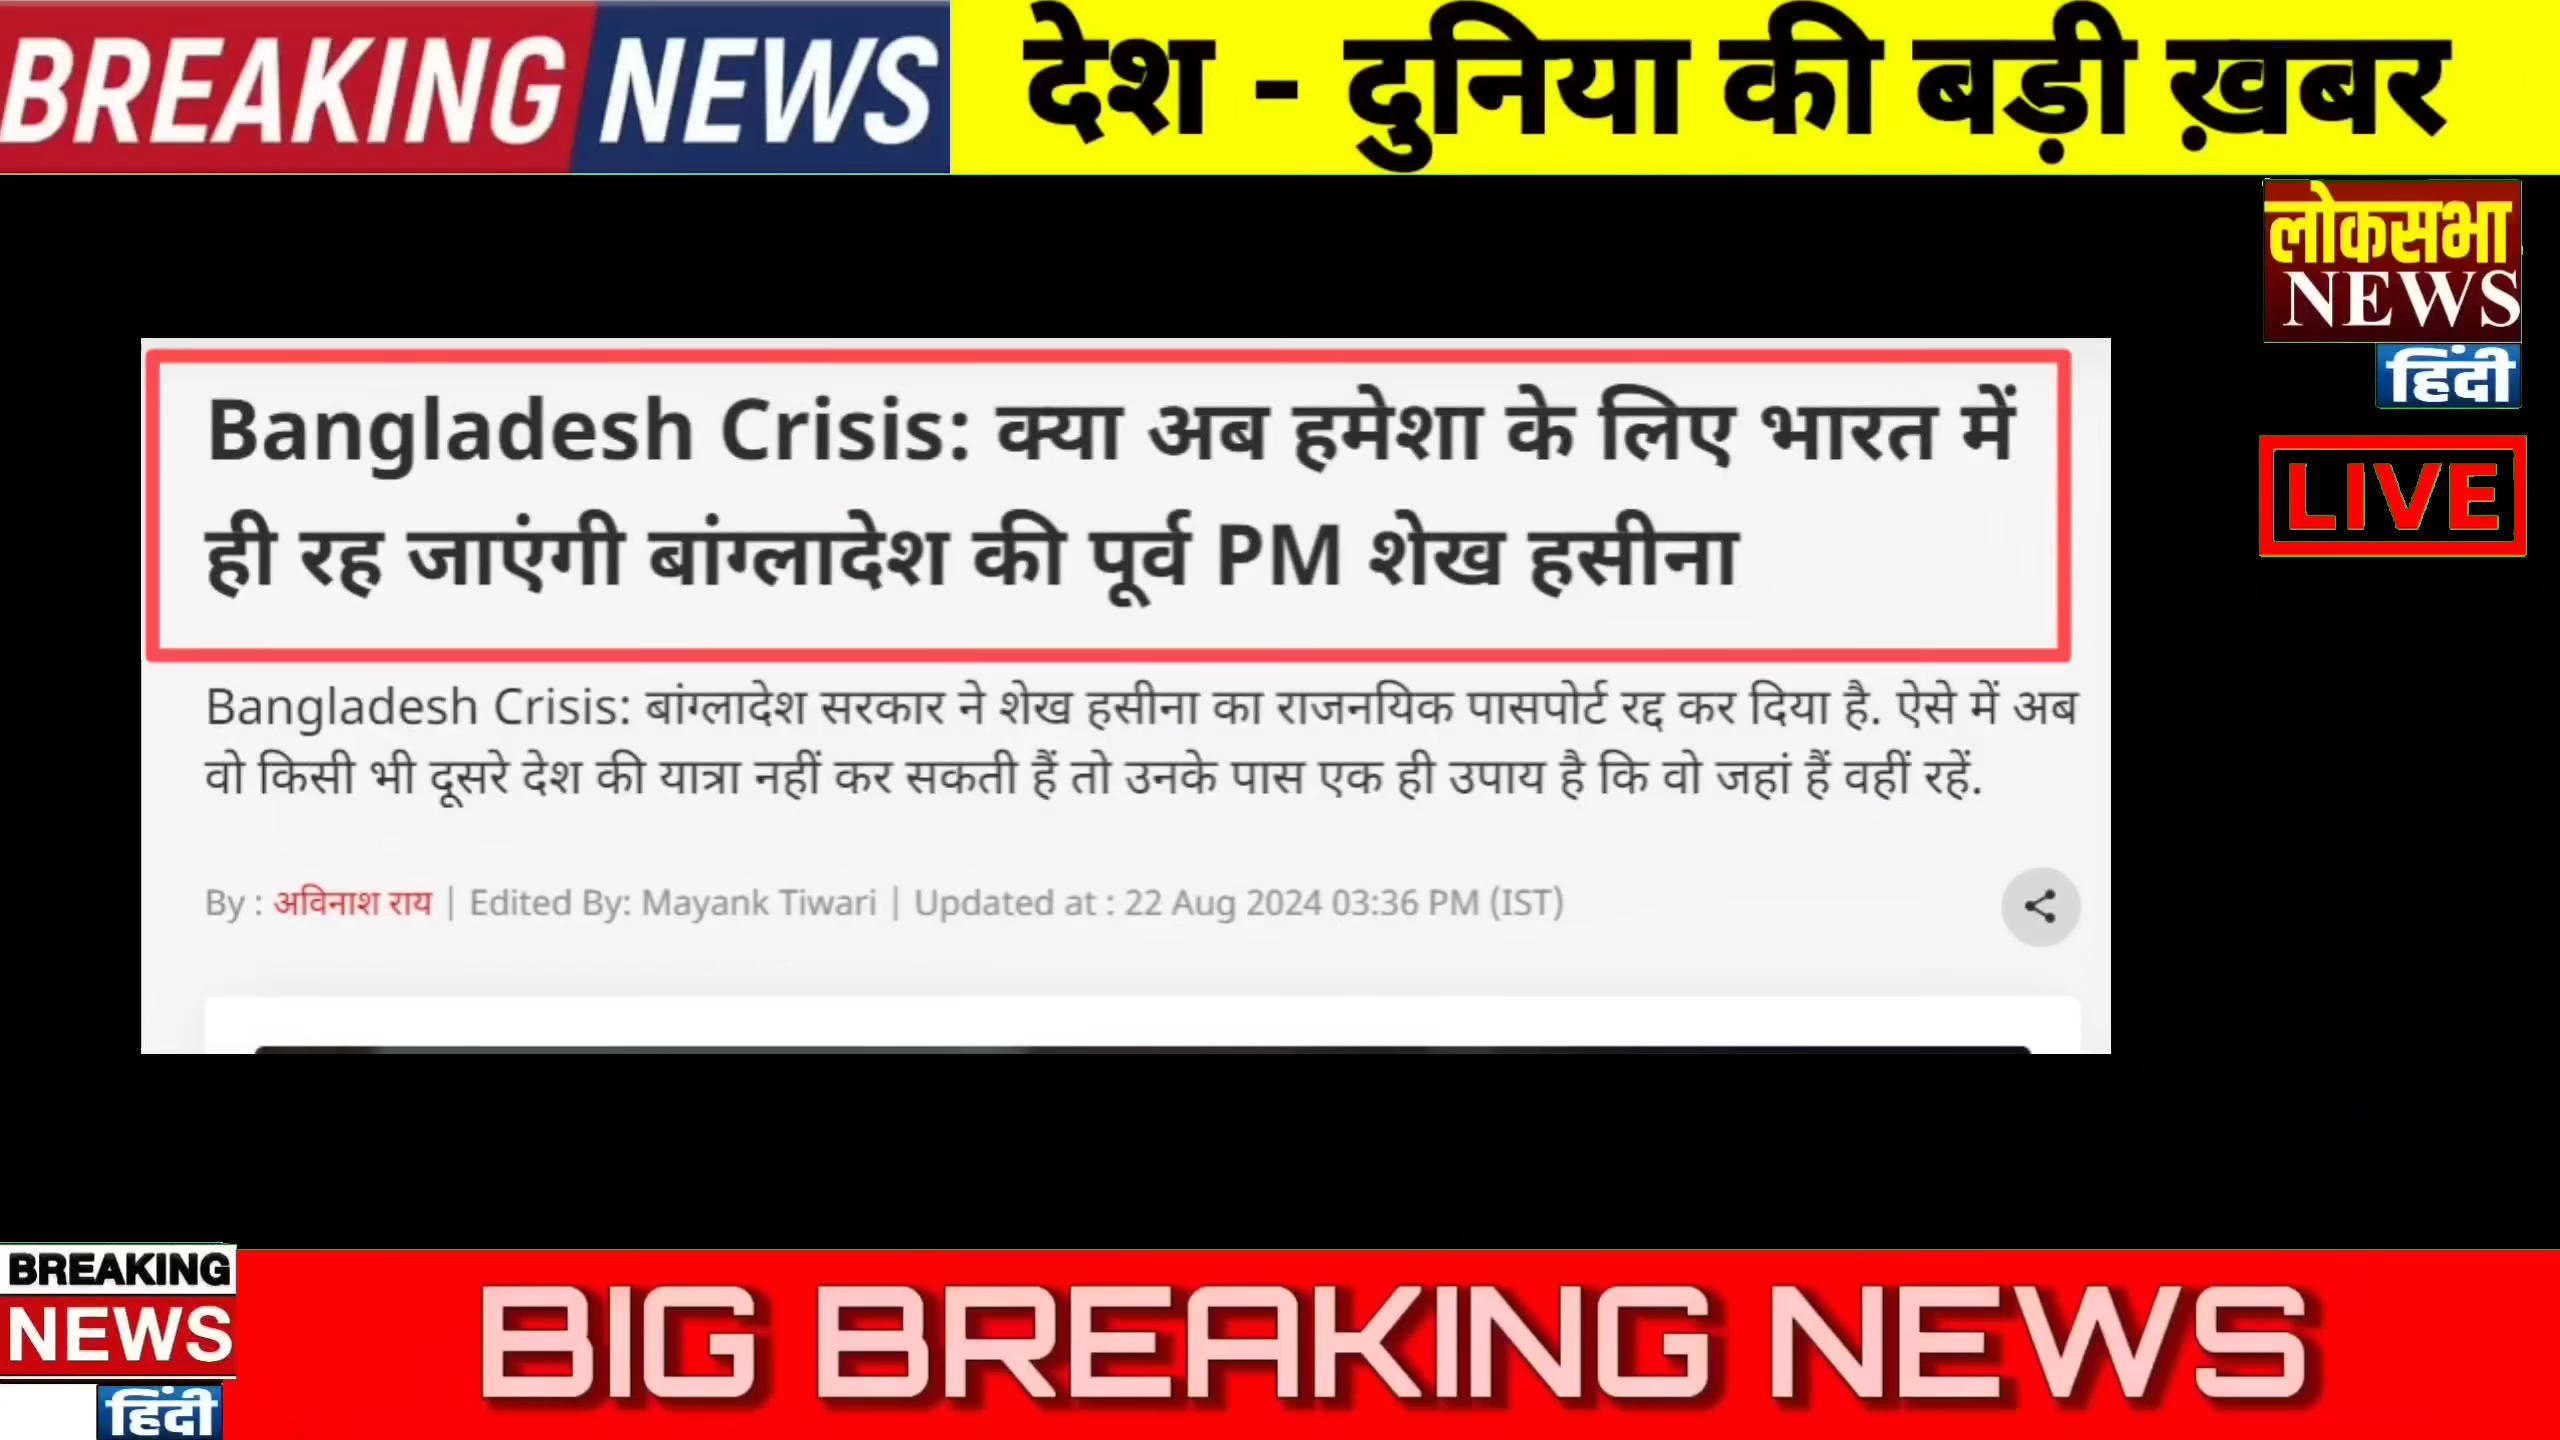 BREAKING NEWS देश - दुनिया की बड़ी ख़बर
लोकसभा
NEWS
हिंदी
LIVE
Bangladesh Crisis: क्या अब हमेशा के लिए भारत में
ही रह जाएंगी बांग्लादेश की पूर्व PM शेख हसीना
Bangladesh Crisis: बांग्लादेश सरकार ने शेख हसीना का राजनयिक पासपोर्ट रद्द कर दिया है. ऐसे में अब
वो किसी भी दूसरे देश की यात्रा नहीं कर सकती हैं तो उनके पास एक ही उपाय है कि वो जहां हैं वहीं रहें.
By : अविनाश राय | Edited By: Mayank Tiwari | Updated at : 22 Aug 2024 03:36 PM (IST)
BREAKING
NEWS
हिंदी
BIG BREAKING NEWS